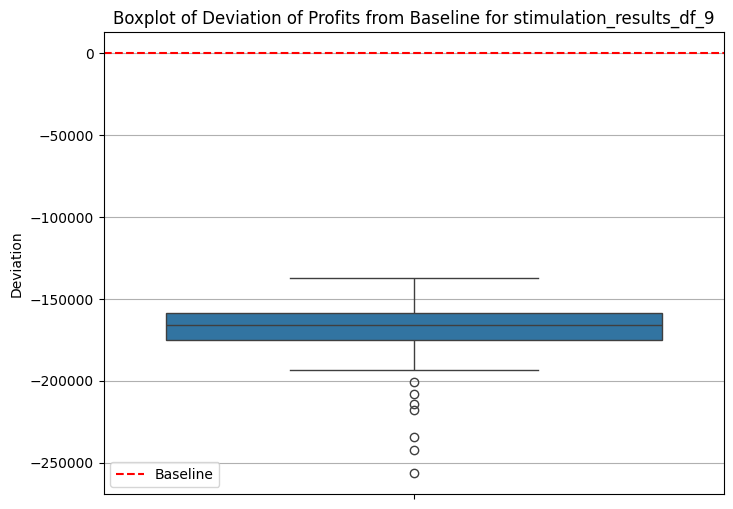 Boxplot of Deviation of Profits from Baseline for stimulation_results_df_9
Deviation
0
−50000
−100000
−150000
−200000
−250000
Baseline